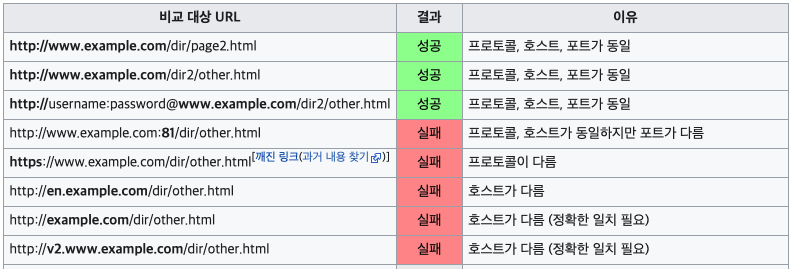 비교 대상 URL 결과 이유
http://www.example.com/dir/page2.html 성공 프로토콜, 호스트, 포트가 동일
http://www.example.com/dir2/other.html 성공 프로토콜, 호스트, 포트가 동일
http://username:password@www.example.com/dir2/other.html 성공 프로토콜, 호스트, 포트가 동일
http://www.example.com:81/dir/other.html 실패 프로토콜, 호스트가 동일하지만 포트가 다름
https://www.example.com/dir/other.html[깨진 링크(과거 내용 찾기)] 실패 프로토콜이 다름
http://en.example.com/dir/other.html 실패 호스트가 다름
http://example.com/dir/other.html 실패 호스트가 다름 (정확한 일치 필요)
http://v2.www.example.com/dir/other.html 실패 호스트가 다름 (정확한 일치 필요)